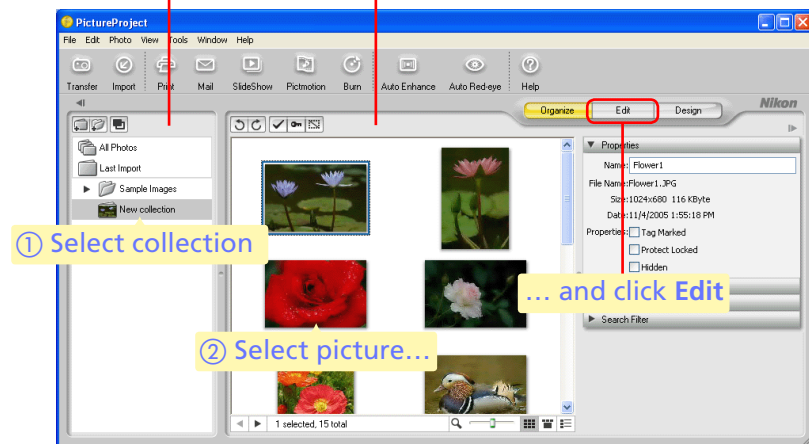 PictureProject
File Edit Photo View Tools Window Help
Transfer Import Print Mail SlideShow Pictmotion Burn Auto Enhance Auto Red-eye Help
Organize Edit Design
Nikon
All Photos
Last Import
Sample Images
New collection
① Select collection
② Select picture…
1 selected, 15 total
Properties
Name: Flower1
File Name: Flower1.JPG
Size: 1024x680 116 KByte
Date: 11/4/2005 1:55:18 PM
Properties: Tag Marked
Protect Locked
Hidden
… and click Edit
Search Filter